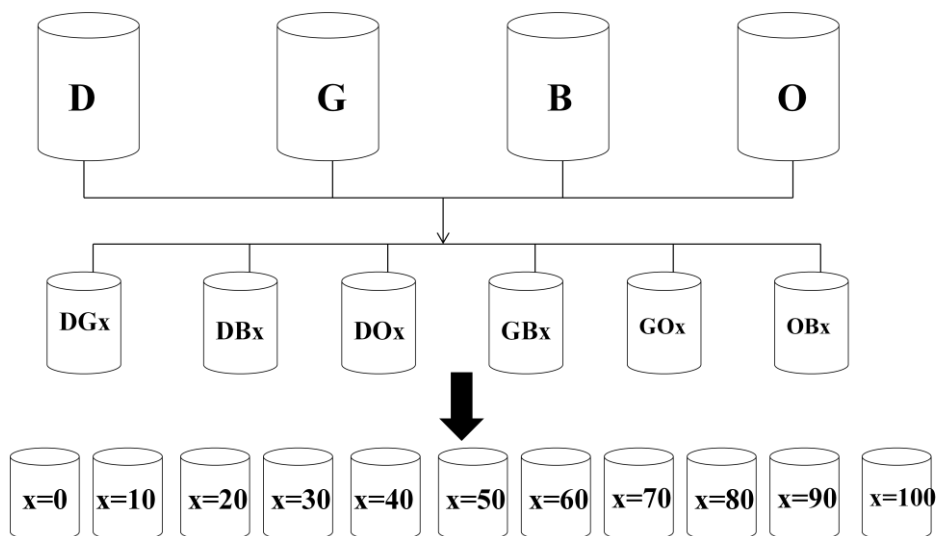 D G B O
DGx DBx DOx GBx GOx OBx
x=0 x=10 x=20 x=30 x=40 x=50 x=60 x=70 x=80 x=90 x=100